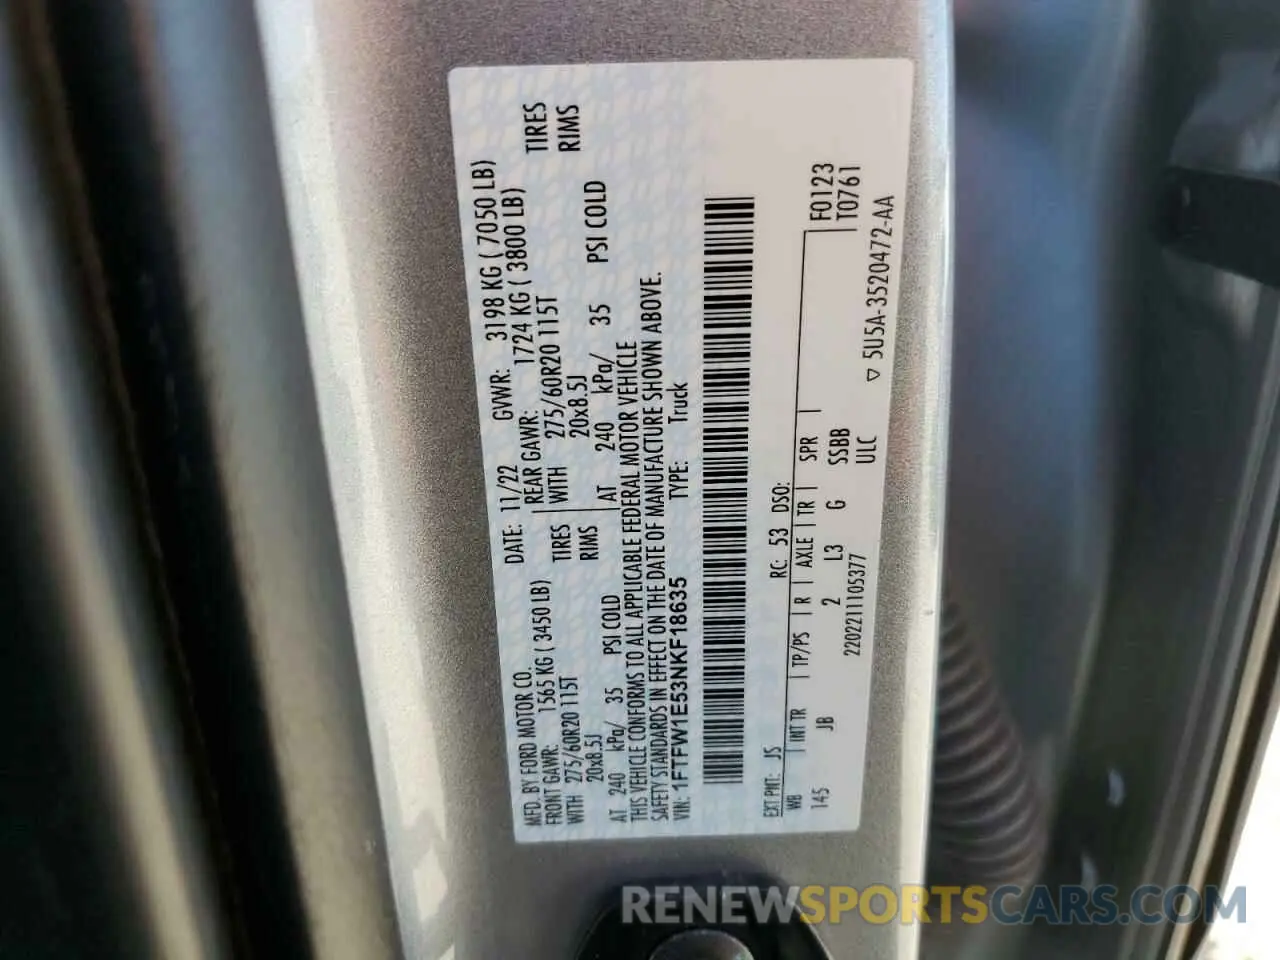 MFD. BY FORD MOTOR CO.
DATE: 11/22 GVWR: 3198 KG ( 7050 LB)
FRONT GAWR: 1565 KG ( 3450 LB) REAR GAWR: 1724 KG ( 3800 LB)
WITH 275/60R20 115T TIRES WITH 275/60R20 115T TIRES
20x8.5J RIMS 20x8.5J RIMS
AT 240 kPa/ 35 PSI COLD AT 240 kPa/ 35 PSI COLD
THIS VEHICLE CONFORMS TO ALL APPLICABLE FEDERAL MOTOR VEHICLE
SAFETY STANDARDS IN EFFECT ON THE DATE OF MANUFACTURE SHOWN ABOVE.
VIN: 1FTFW1E53NKF18635 TYPE: Truck
EXT PNT: JS RC: 53 DSO: F0123
WB INT TR TP/PS R AXLE TR SPR T0761
145 JB 2 L3 G SSBB
220221105377 ULC ▽ 5U5A-3520472-AA
RENEWSPORTSCARS.COM